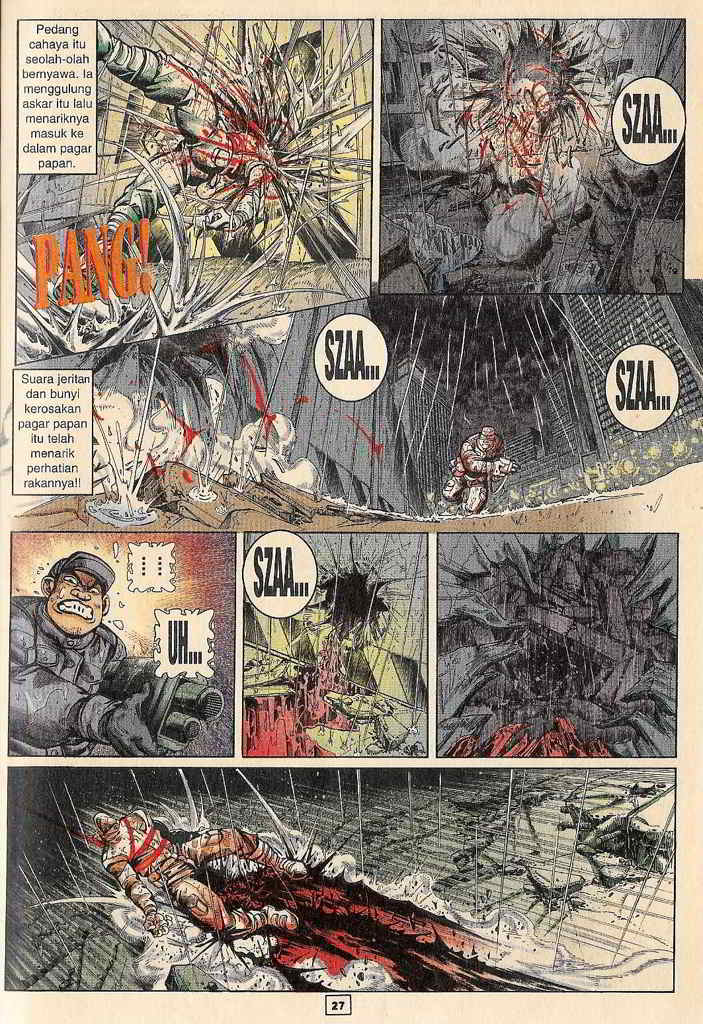 Pedang
cahaya itu
seolah-olah
bernyawa. Ia
menggulung
askar itu lalu
menariknya
masuk ke
dalam pagar
papan.
PANG!
SZAA...
Suara jeritan
dan bunyi
kerosakan
pagar papan
itu telah
menarik
perhatian
rakannya!!
SZAA...
SZAA...
......
UH...
SZAA...
27